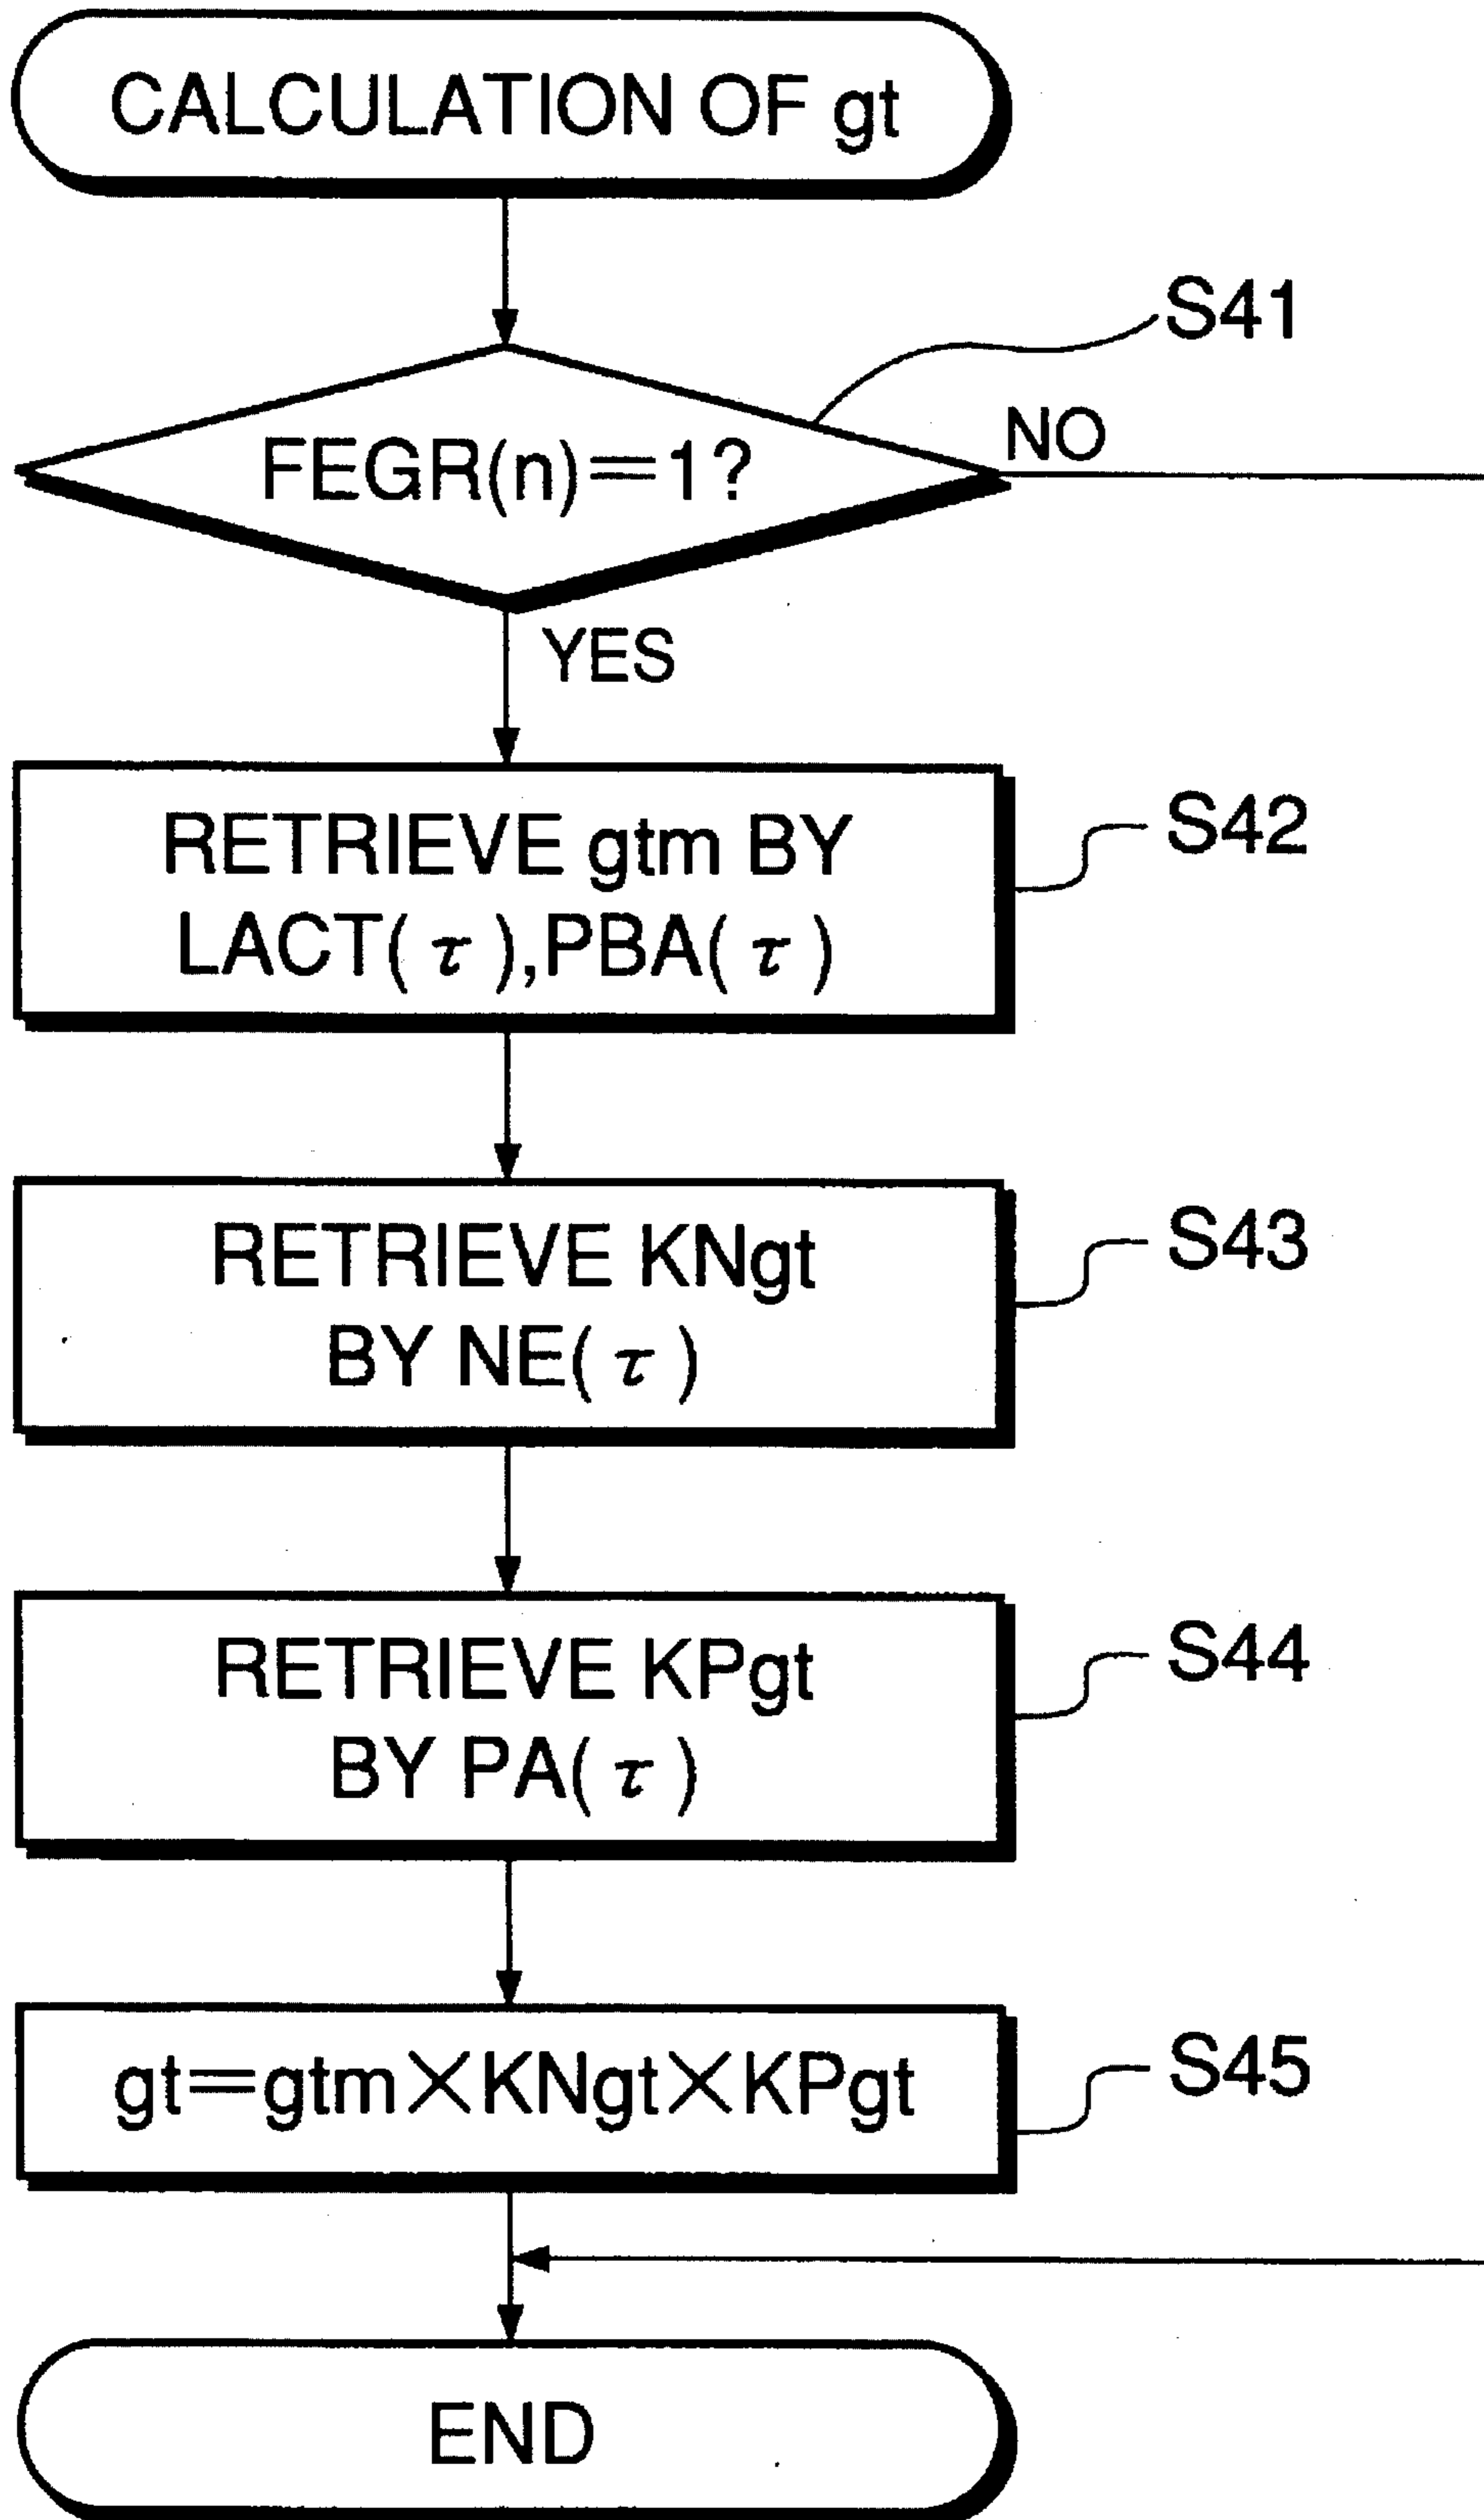 CALCULATION OF gt
S41
FEGR(n)=1?
NO
YES
RETRIEVE gtm BY
LACT(τ),PBA(τ)
S42
RETRIEVE KNgt
BY NE(τ)
S43
RETRIEVE KPgt
BY PA(τ)
S44
gt=gtm×KNgt×KPgt
S45
END